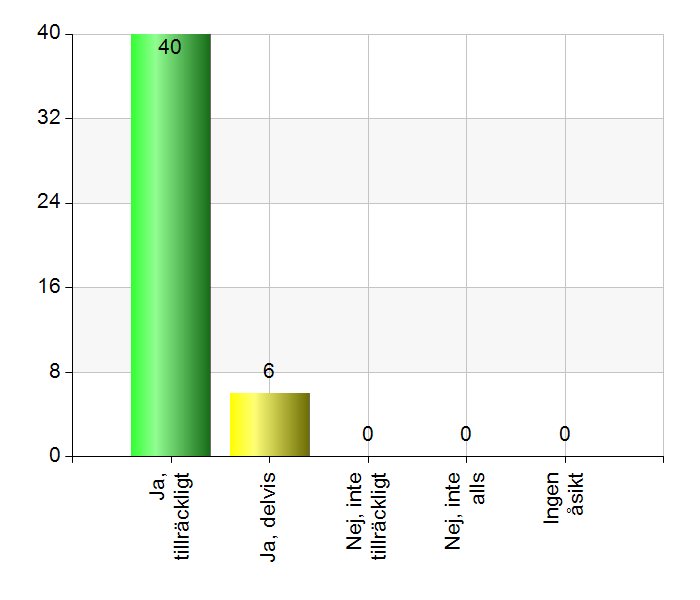 40
32
24
16
8
0
40
6
0
0
0
Ja,
tillräckligt
Ja, delvis
Nej, inte
tillräckligt
Nej, inte
alls
Ingen
åsikt